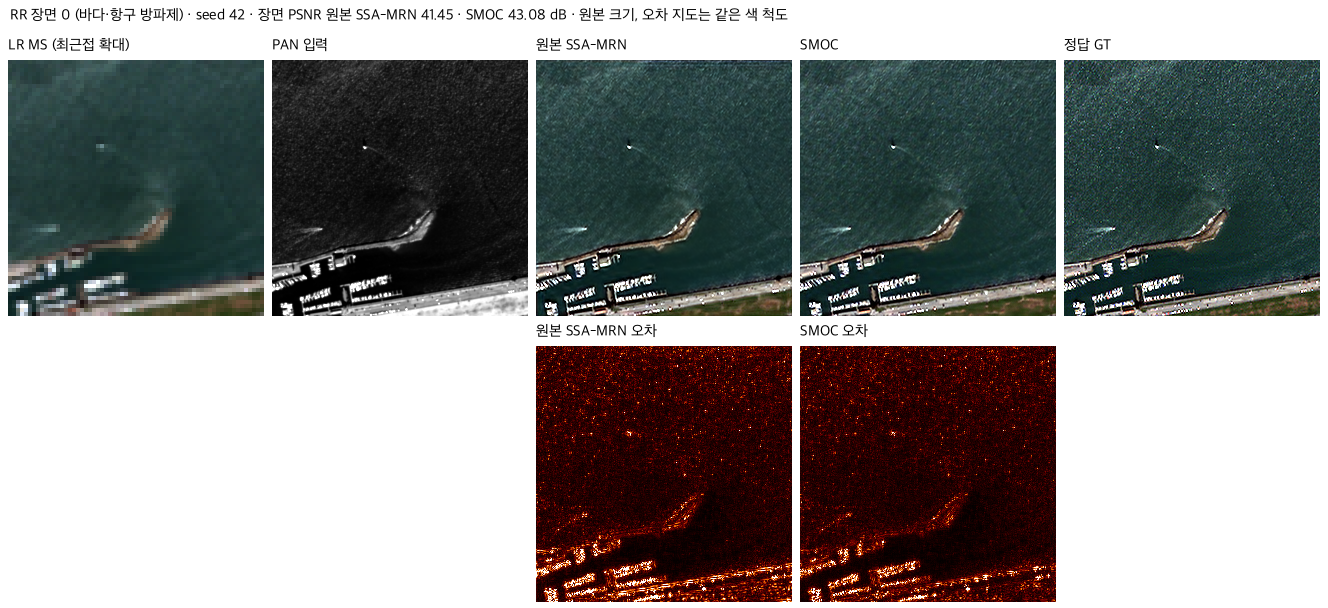 RR 장면 0 (바다·항구 방파제) · seed 42 · 장면 PSNR 원본 SSA-MRN 41.45 · SMOC 43.08 dB · 원본 크기, 오차 지도는 같은 색 척도
LR MS (최근접 확대)
PAN 입력
원본 SSA-MRN
SMOC
정답 GT
원본 SSA-MRN 오차
SMOC 오차